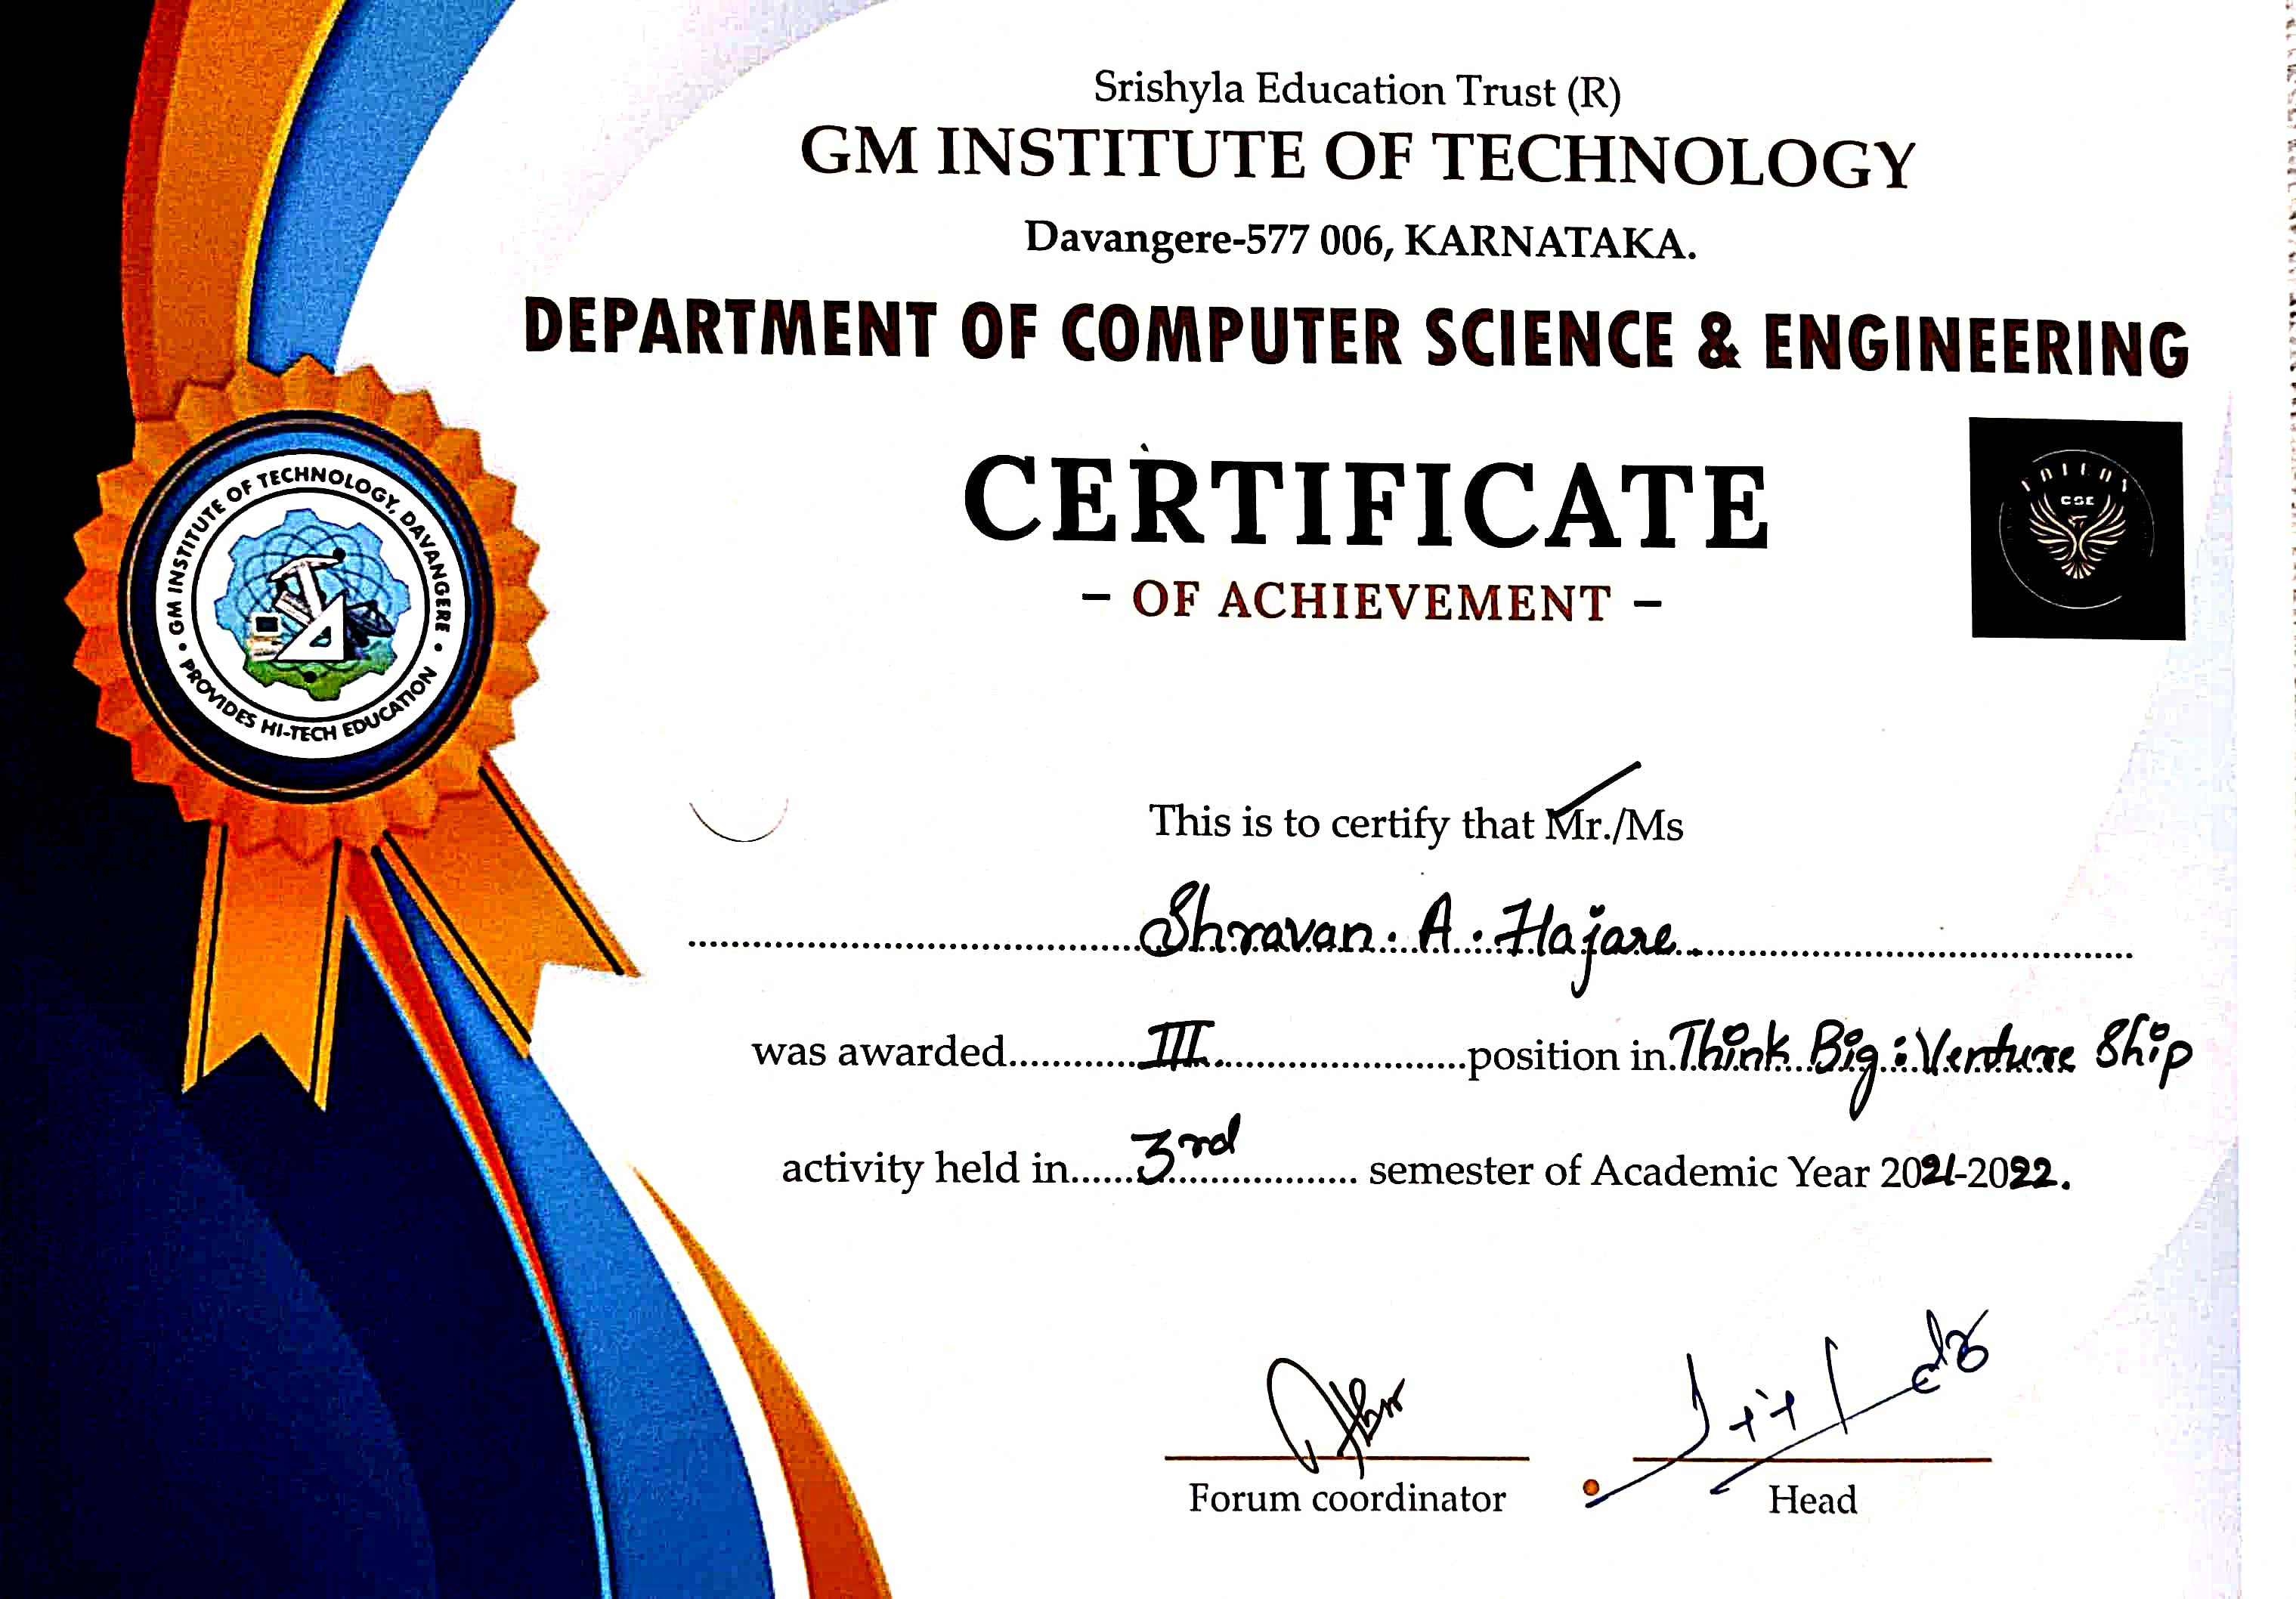 Srishyla Education Trust (R)
GM INSTITUTE OF TECHNOLOGY
Davangere-577 006, KARNATAKA.
DEPARTMENT OF COMPUTER SCIENCE & ENGINEERING
GM INSTITUTE OF TECHNOLOGY, DAVANGERE
• PROVIDES HI-TECH EDUCATION •
CERTIFICATE
- OF ACHIEVEMENT -
CSE
This is to certify that Mr./Ms
Shravan. A. Hajare
was awarded III position in Think Big: Venture Ship
activity held in 3rd semester of Academic Year 2021-2022.
Forum coordinator
Head